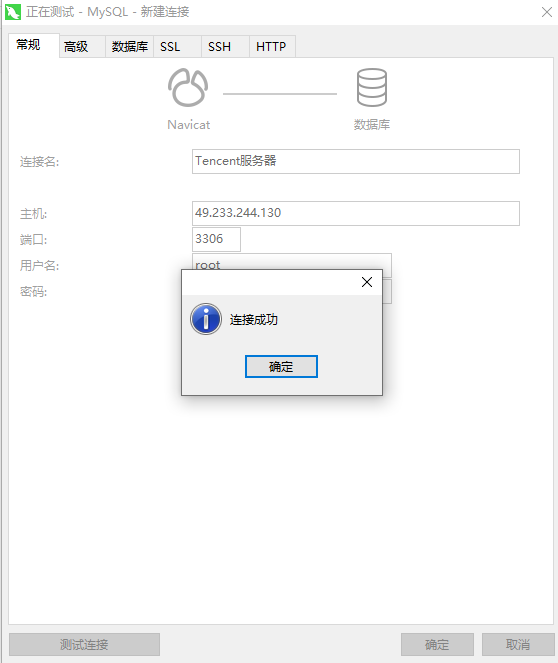 正在测试 - MySQL - 新建连接
常规 高级 数据库 SSL SSH HTTP
Navicat 数据库
连接名: Tencent服务器
主机: 49.233.244.130
端口: 3306
用户名: root
密码:
连接成功
确定
测试连接 确定 取消